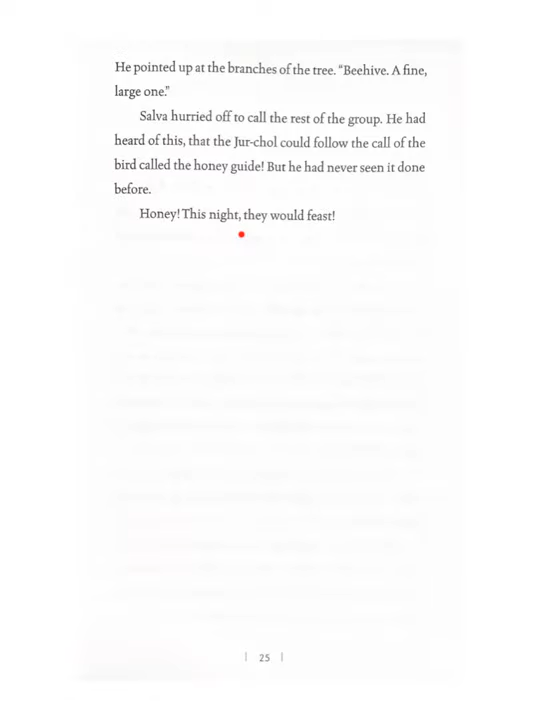 He pointed up at the branches of the tree. “Beehive. A fine,
large one.”
Salva hurried off to call the rest of the group. He had
heard of this, that the Jur-chol could follow the call of the
bird called the honey guide! But he had never seen it done
before.
Honey! This night, they would feast!
| 25 |